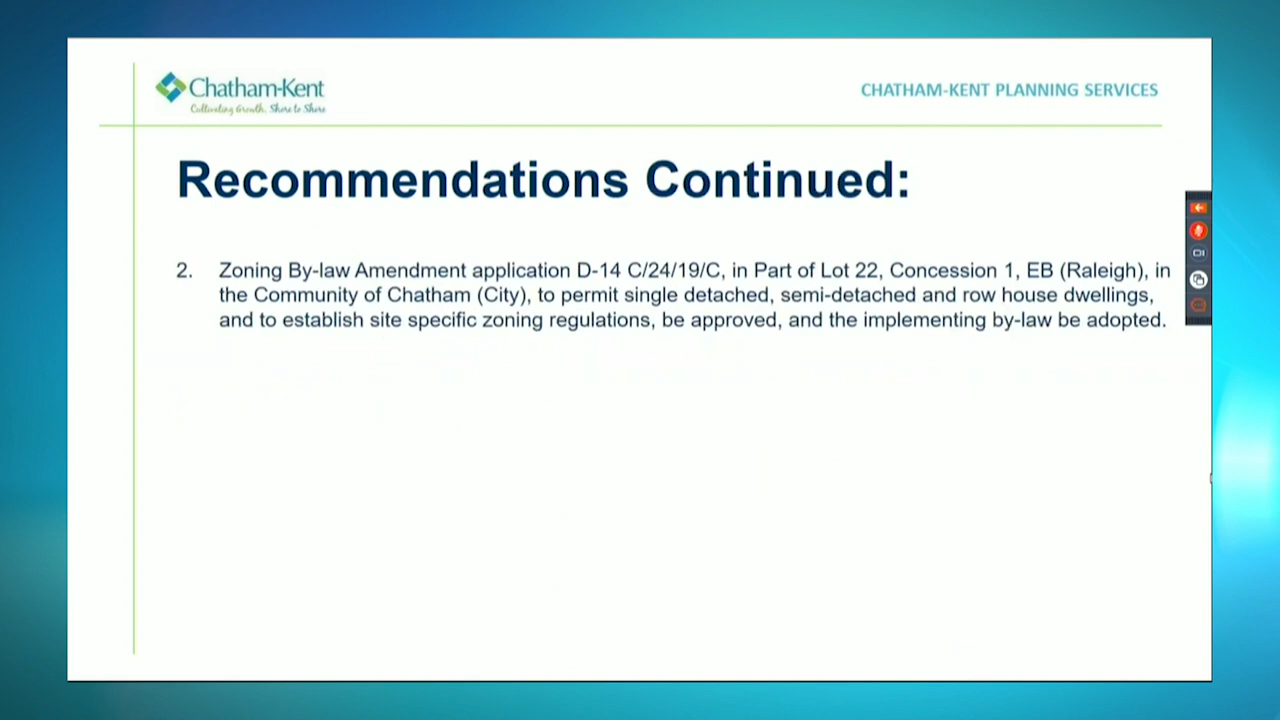 Chatham-Kent
Cultivating Growth, Shore to Shore
CHATHAM-KENT PLANNING SERVICES
Recommendations Continued:
2. Zoning By-law Amendment application D-14 C/24/19/C, in Part of Lot 22, Concession 1, EB (Raleigh), in
the Community of Chatham (City), to permit single detached, semi-detached and row house dwellings,
and to establish site specific zoning regulations, be approved, and the implementing by-law be adopted.